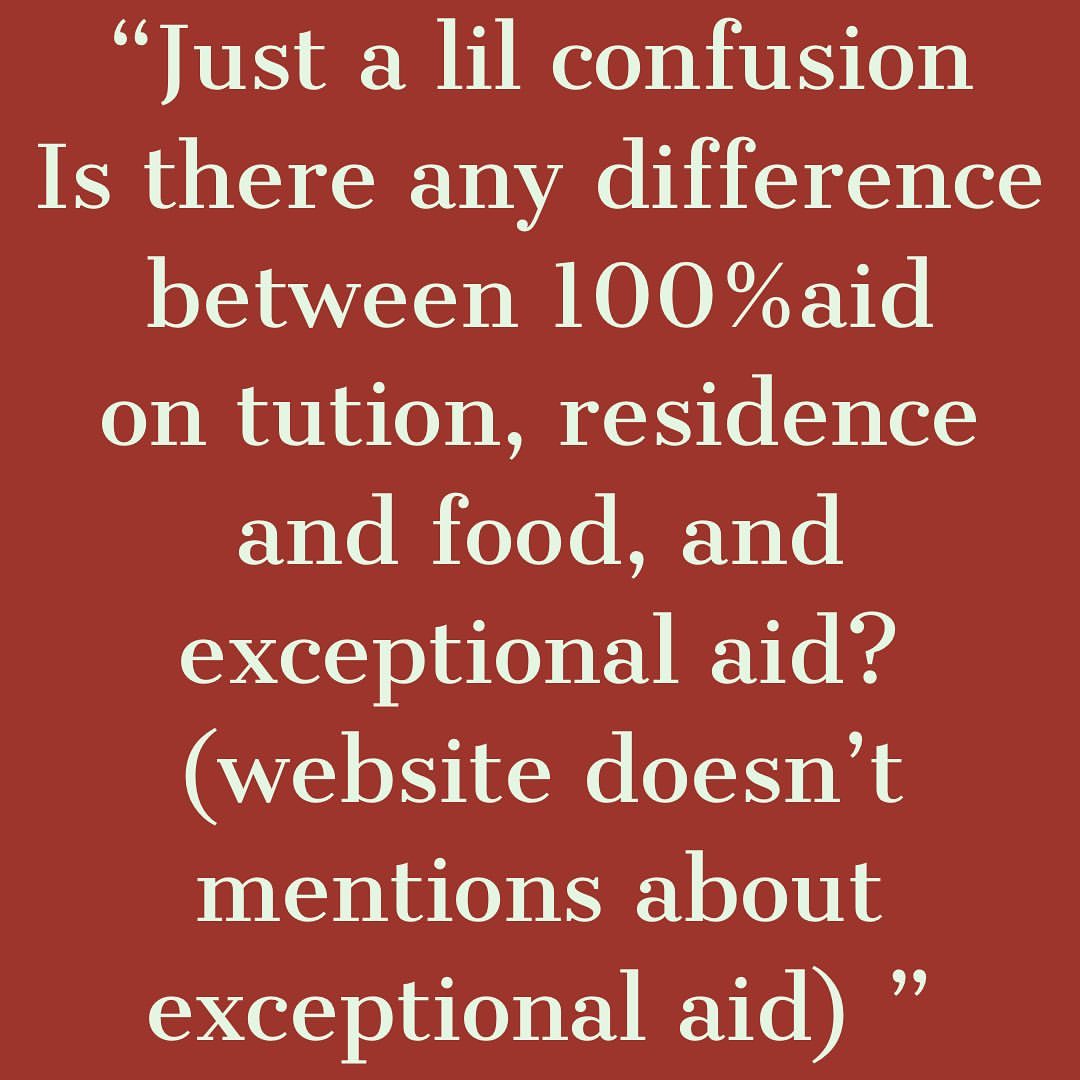 “Just a lil confusion
Is there any difference
between 100%aid
on tution, residence
and food, and
exceptional aid?
(website doesn’t
mentions about
exceptional aid) ”